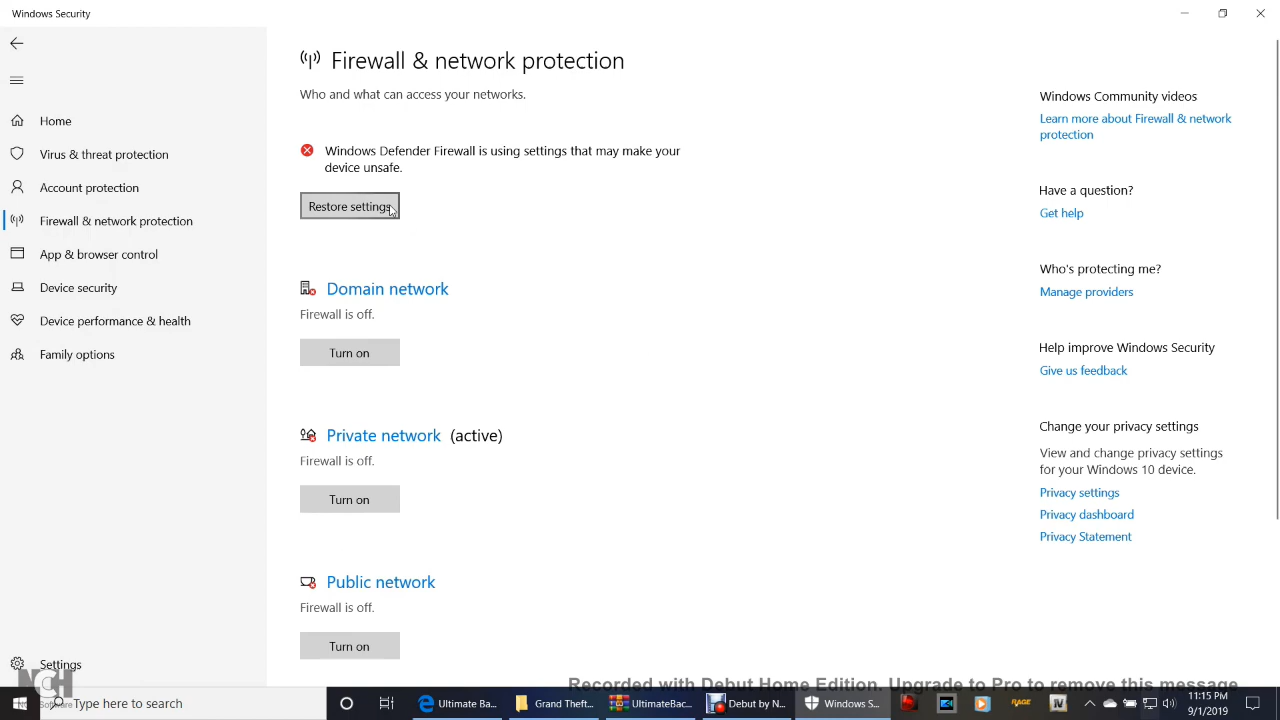 Windows Security
Firewall & network protection
Who and what can access your networks.
Windows Defender Firewall is using settings that may make your
device unsafe.
Restore settings
Domain network
Firewall is off.
Turn on
Private network (active)
Firewall is off.
Turn on
Public network
Firewall is off.
Turn on
Home
Virus & threat protection
Account protection
Firewall & network protection
App & browser control
Device security
Device performance & health
Family options
Settings
Windows Community videos
Learn more about Firewall & network
protection
Have a question?
Get help
Who's protecting me?
Manage providers
Help improve Windows Security
Give us feedback
Change your privacy settings
View and change privacy settings
for your Windows 10 device.
Privacy settings
Privacy dashboard
Privacy Statement
NCH
Software
Recorded with Debut Home Edition. Upgrade to Pro to remove this message
Type here to search
Ultimate Ba...
Grand Theft...
UltimateBac...
Debut by N...
Windows S...
RAGE
IV
11:15 PM
9/1/2019